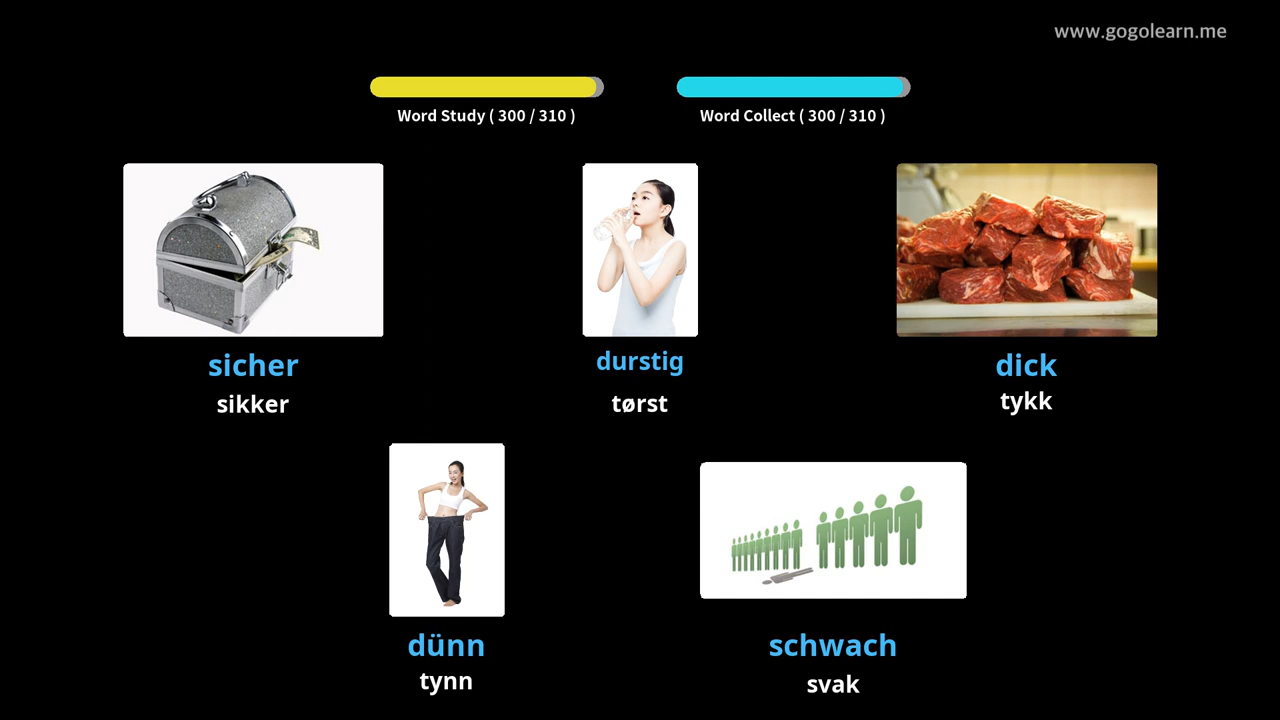 www.gogolearn.me
Word Study ( 300 / 310 )
Word Collect ( 300 / 310 )
sicher
sikker
durstig
tørst
dick
tykk
dünn
tynn
schwach
svak